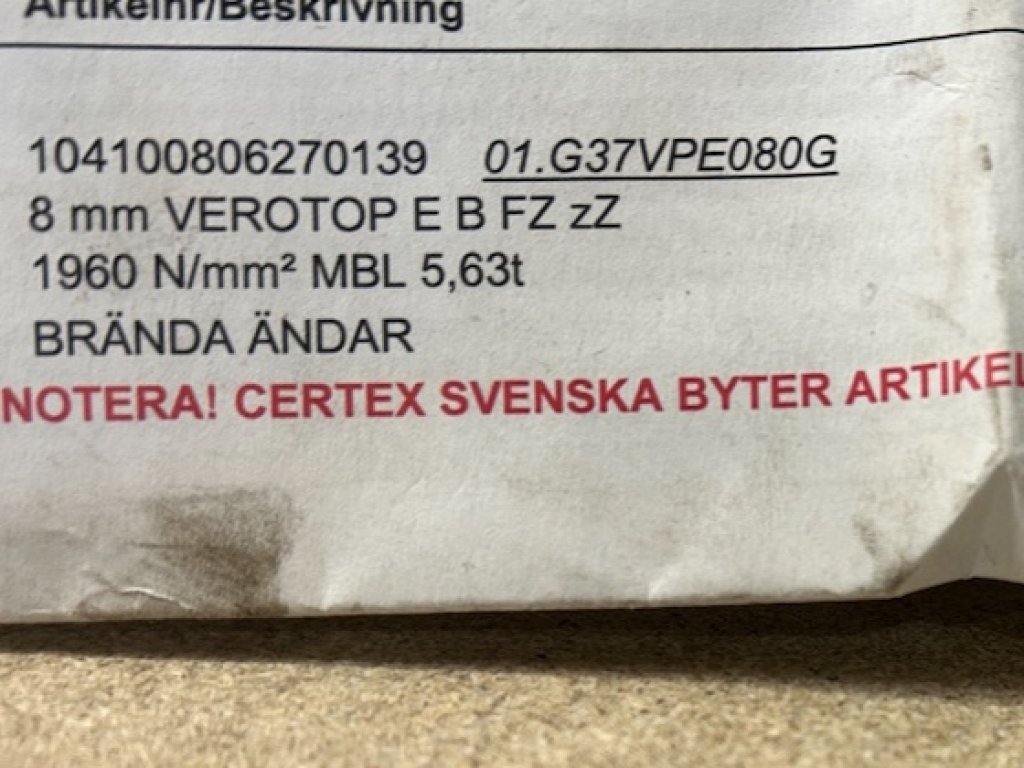 Artikelnr/Beskrivning
104100806270139 01.G37VPE080G
8 mm VEROTOP E B FZ zZ
1960 N/mm² MBL 5,63t
BRÄNDA ÄNDAR
NOTERA! CERTEX SVENSKA BYTER ARTIKEL